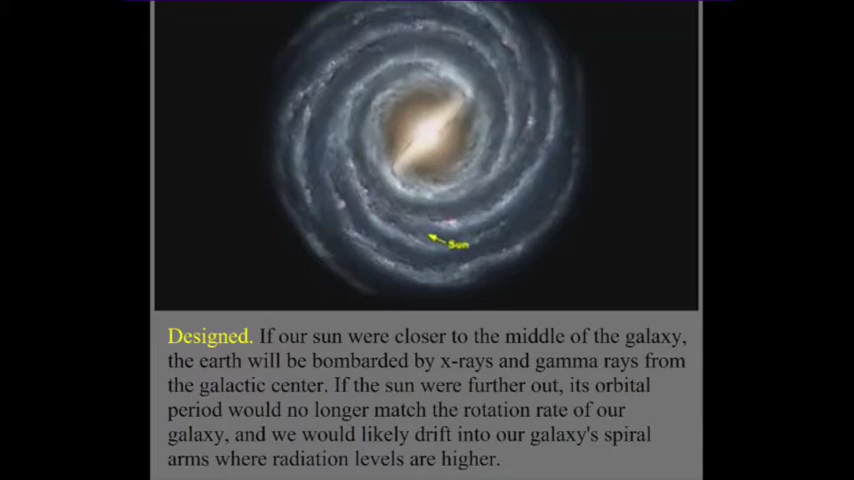 Sun
Designed. If our sun were closer to the middle of the galaxy,
the earth will be bombarded by x-rays and gamma rays from
the galactic center. If the sun were further out, its orbital
period would no longer match the rotation rate of our
galaxy, and we would likely drift into our galaxy's spiral
arms where radiation levels are higher.